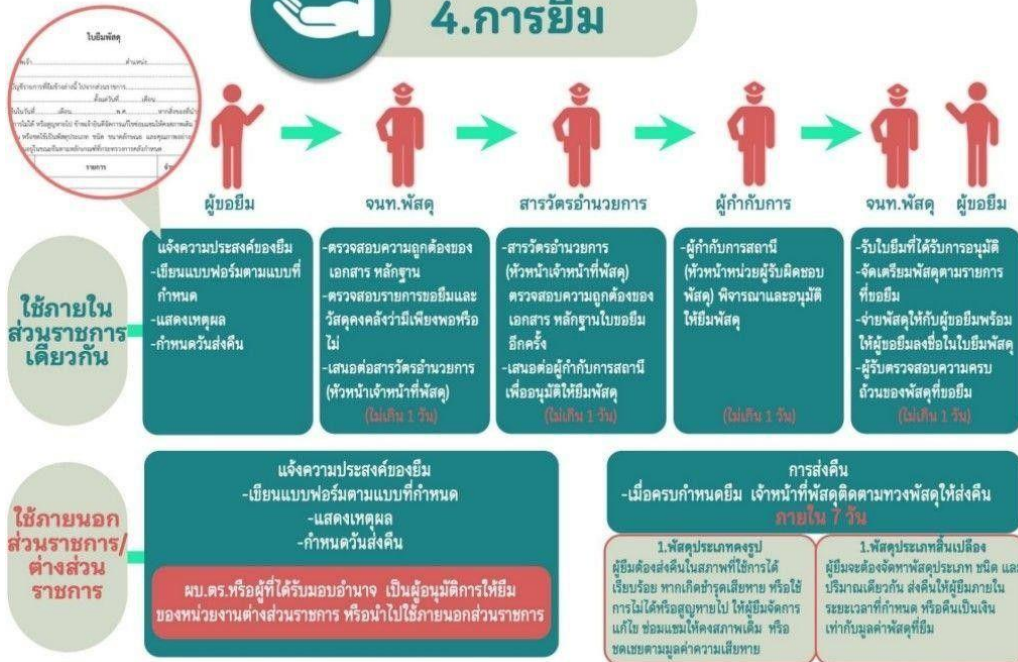 4.การยืม
ใบยืมพัสดุ
ตำแหน่ง
รายการ
ผู้ขอยืม
จนท.พัสดุ
สารวัตรอำนวยการ
ผู้กำกับการ
จนท.พัสดุ
ผู้ขอยืม
ใช้ภายใน
ส่วนราชการ
เดียวกัน
แจ้งความประสงค์ของยืม
-เขียนแบบฟอร์มตามแบบที่
กำหนด
-แสดงเหตุผล
-กำหนดวันส่งคืน
-ตรวจสอบความถูกต้องของ
เอกสาร หลักฐาน
-ตรวจสอบรายการขอยืมและ
วัสดุคงคลังว่ามีเพียงพอหรือ
ไม่
-เสนอต่อสารวัตรอำนวยการ
(หัวหน้าเจ้าหน้าที่พัสดุ)
(ไม่เกิน 1 วัน)
-สารวัตรอำนวยการ
(หัวหน้าเจ้าหน้าที่พัสดุ)
ตรวจสอบความถูกต้องของ
เอกสาร หลักฐานใบขอยืม
อีกครั้ง
-เสนอต่อผู้กำกับการสถานี
เพื่ออนุมัติให้ยืมพัสดุ
(ไม่เกิน 1 วัน)
-ผู้กำกับการสถานี
(หัวหน้าหน่วยผู้รับผิดชอบ
พัสดุ) พิจารณาและอนุมัติ
ให้ยืมพัสดุ
(ไม่เกิน 1 วัน)
-รับใบยืมที่ได้รับการอนุมัติ
-จัดเตรียมพัสดุตามรายการ
ที่ขอยืม
-จ่ายพัสดุให้กับผู้ขอยืมพร้อม
ให้ผู้ขอยืมลงชื่อในใบยืมพัสดุ
-ผู้รับตรวจสอบความครบ
ถ้วนของพัสดุที่ขอยืม
(ไม่เกิน 1 วัน)
ใช้ภายนอก
ส่วนราชการ/
ต่างส่วน
ราชการ
แจ้งความประสงค์ของยืม
-เขียนแบบฟอร์มตามแบบที่กำหนด
-แสดงเหตุผล
-กำหนดวันส่งคืน
ผบ.ตร.หรือผู้ที่ได้รับมอบอำนาจ เป็นผู้อนุมัติการให้ยืม
ของหน่วยงานต่างส่วนราชการ หรือนำไปใช้ภายนอกส่วนราชการ
การส่งคืน
-เมื่อครบกำหนดยืม เจ้าหน้าที่พัสดุติดตามทวงพัสดุให้ส่งคืน
ภายใน 7 วัน
1.พัสดุประเภทคงรูป
ผู้ยืมต้องส่งคืนในสภาพที่ใช้การได้
เรียบร้อย หากเกิดชำรุดเสียหาย หรือใช้
การไม่ได้หรือสูญหายไป ให้ผู้ยืมจัดการ
แก้ไข ซ่อมแซมให้คงสภาพเดิม หรือ
ชดเชยตามมูลค่าความเสียหาย
1.พัสดุประเภทสิ้นเปลือง
ผู้ยืมจะต้องจัดหาพัสดุประเภท ชนิด และ
ปริมาณเดียวกัน ส่งคืนให้ผู้ยืมภายใน
ระยะเวลาที่กำหนด หรือคืนเป็นเงิน
เท่ากับมูลค่าพัสดุที่ยืม